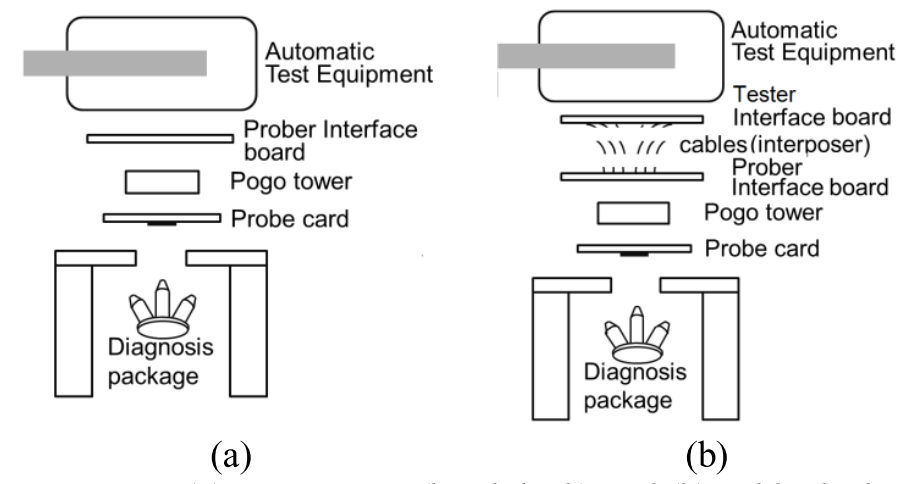 Automatic
Test Equipment
Prober Interface
board
Pogo tower
Probe card
Diagnosis
package
(a)
Automatic
Test Equipment
Tester
Interface board
cables(interposer)
Prober
Interface board
Pogo tower
Probe card
Diagnosis
package
(b)